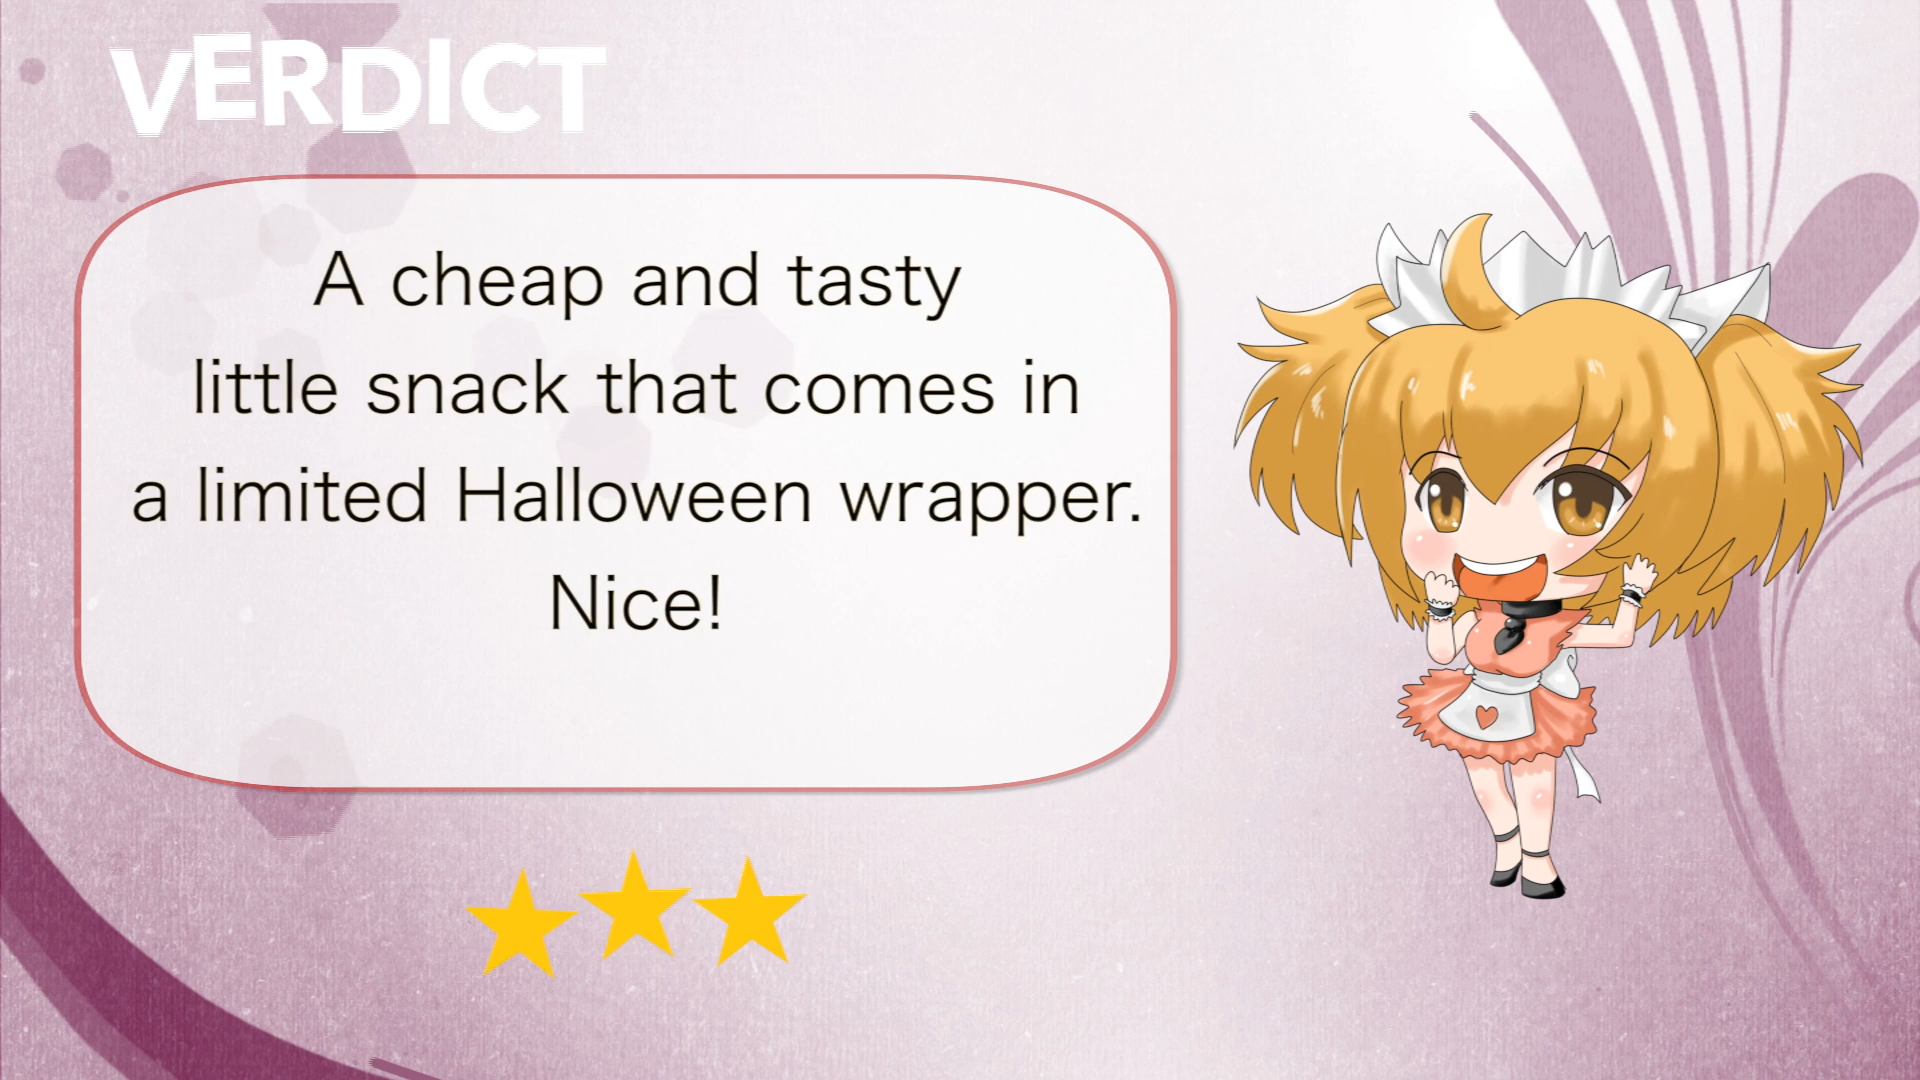 VERDICT
A cheap and tasty
little snack that comes in
a limited Halloween wrapper.
Nice!